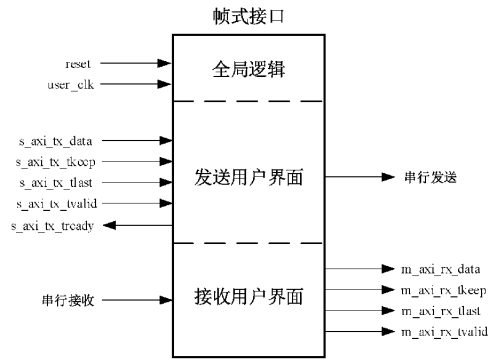 帧式接口
reset
全局逻辑
user_clk
s_axi_tx_data
s_axi_tx_tkeep
发送用户界面
串行发送
s_axi_tx_tlast
s_axi_tx_tvalid
s_axi_tx_tready
m_axi_rx_data
串行接收
接收用户界面
m_axi_rx_tkeep
m_axi_rx_tlast
m_axi_rx_tvalid